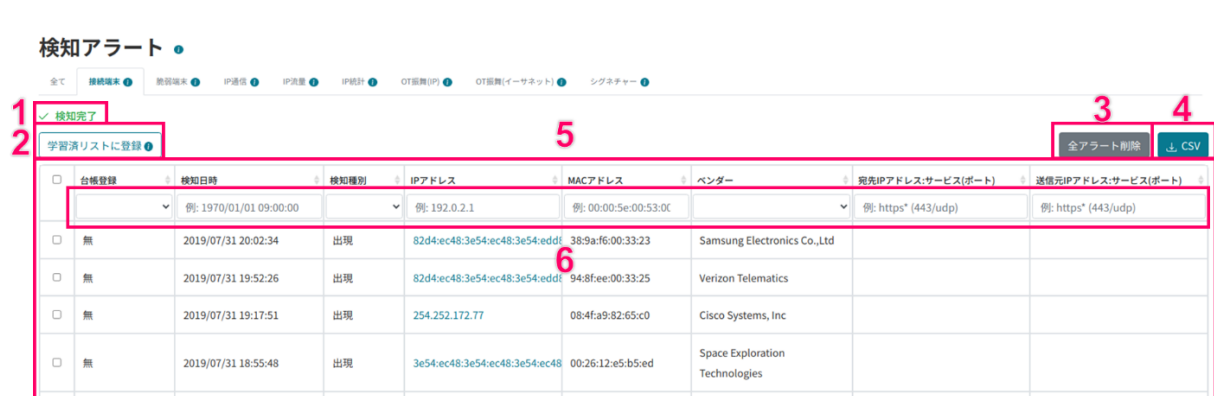 検知アラート
全て 接続端末 脆弱端末 IP通信 IP流量 IP統計 OT振舞(IP) OT振舞(イーサネット) シグネチャー
1 検知完了
2 学習済リストに登録 5 3 全アラート削除 4 CSV
台帳登録 検知日時 検知種別 IPアドレス MACアドレス ベンダー 宛先IPアドレス:サービス(ポート) 送信元IPアドレス:サービス(ポート)
例: 1970/01/01 09:00:00 例: 192.0.2.1 例: 00:00:5e:00:53:00 例: https* (443/udp) 例: https* (443/udp)
無 2019/07/31 20:02:34 出現 82d4:ec48:3e54:ec48:3e54:edd8 38:9a:f6:00:33:23 Samsung Electronics Co.,Ltd
6
無 2019/07/31 19:52:26 出現 82d4:ec48:3e54:ec48:3e54:edd8 94:8f:ee:00:33:25 Verizon Telematics
無 2019/07/31 19:17:51 出現 254.252.172.77 08:4f:a9:82:65:c0 Cisco Systems, Inc
無 2019/07/31 18:55:48 出現 3e54:ec48:3e54:ec48:3e54:ec48 00:26:12:e5:b5:ed Space Exploration
Technologies